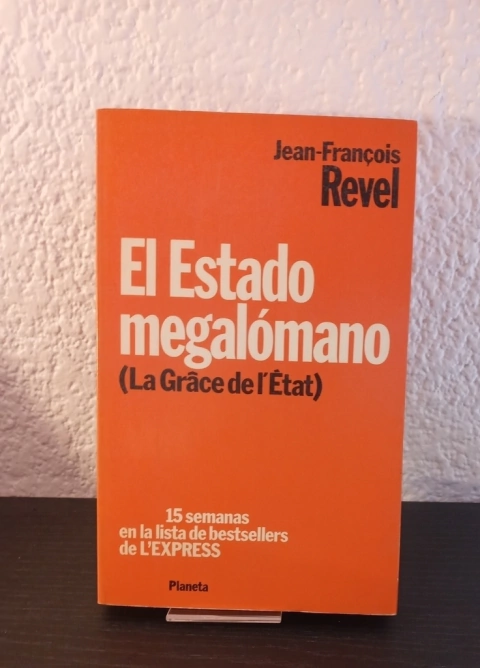 Jean-François
Revel
El Estado
megalómano
(La Grâce de l'État)
15 semanas
en la lista de bestsellers
de L'EXPRESS
Planeta